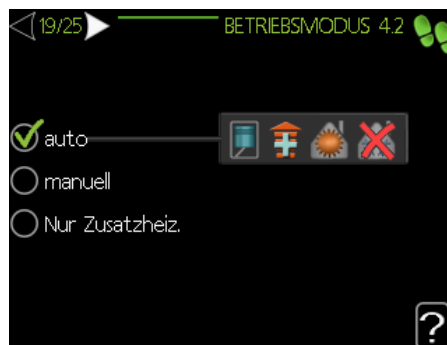 19/25 BETRIEBSMODUS 4.2
auto
manuell
Nur Zusatzheiz.
?